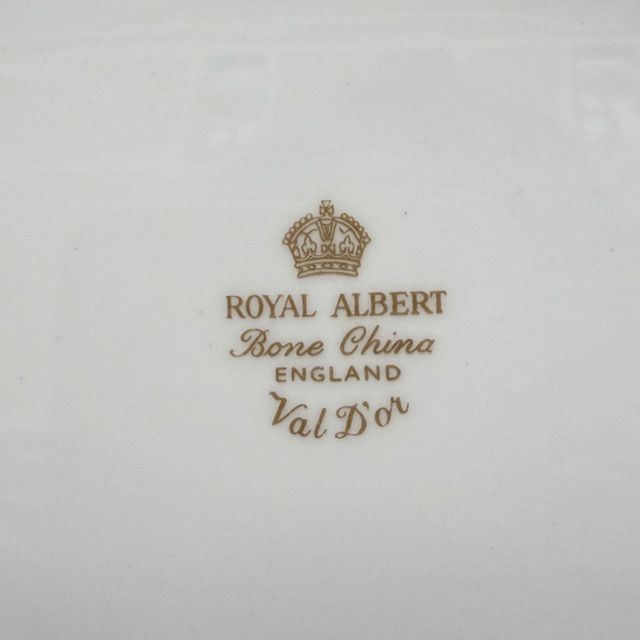 ROYAL ALBERT
Bone China
ENGLAND
Val D'or